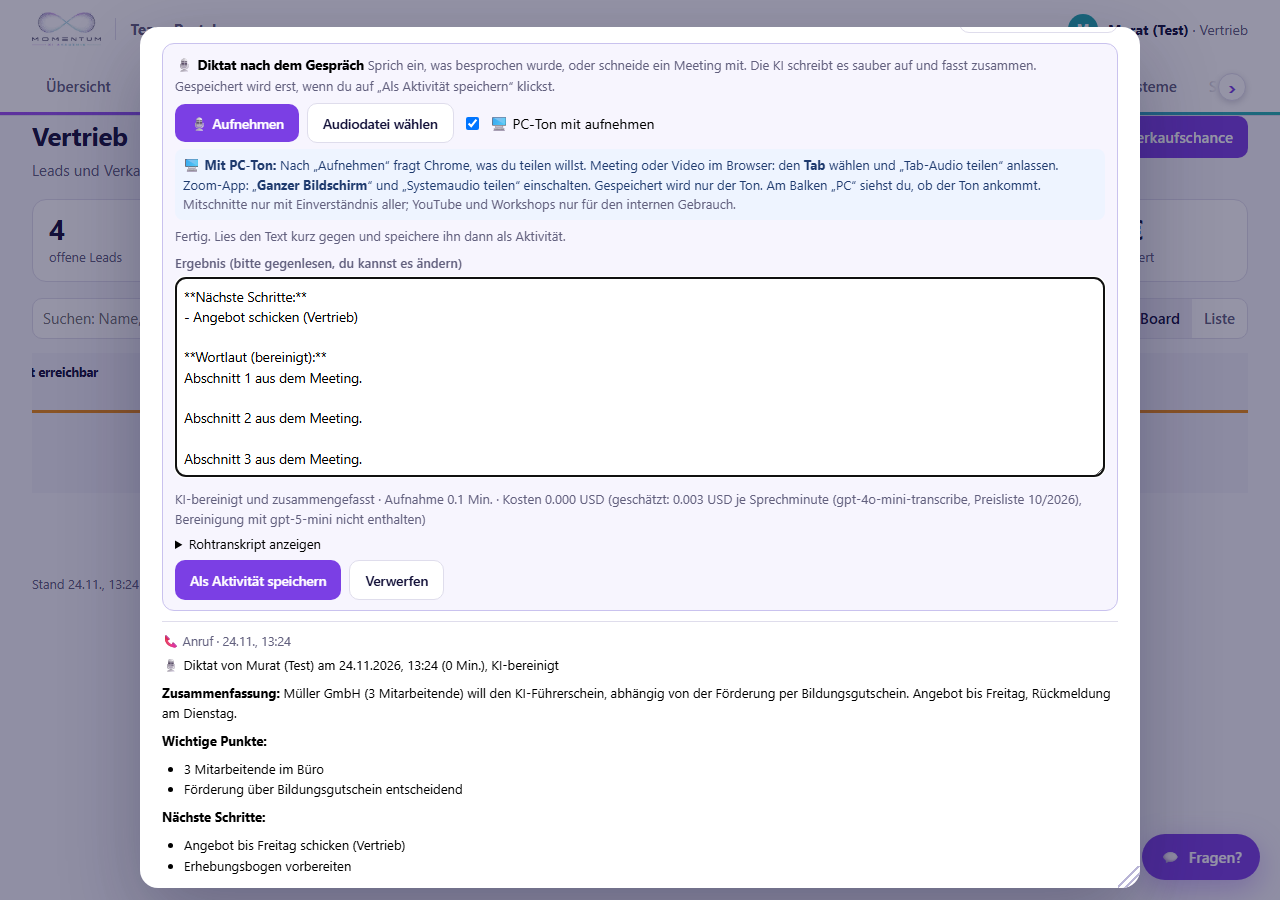 MOMENTUM
Murat (Test) · Vertrieb
Übersicht
Vertrieb
Leads und Verka
4
offene Leads
Suchen: Name,
Board
Liste
t erreichbar
Stand 24.11., 13:24
🎙 Diktat nach dem Gespräch Sprich ein, was besprochen wurde, oder schneide ein Meeting mit. Die KI schreibt es sauber auf und fasst zusammen.
Gespeichert wird erst, wenn du auf „Als Aktivität speichern“ klickst.
🎙 Aufnehmen
Audiodatei wählen
🖥 PC-Ton mit aufnehmen
🖥 Mit PC-Ton: Nach „Aufnehmen“ fragt Chrome, was du teilen willst. Meeting oder Video im Browser: den Tab wählen und „Tab-Audio teilen“ anlassen.
Zoom-App: „Ganzer Bildschirm“ und „Systemaudio teilen“ einschalten. Gespeichert wird nur der Ton. Am Balken „PC“ siehst du, ob der Ton ankommt.
Mitschnitte nur mit Einverständnis aller; YouTube und Workshops nur für den internen Gebrauch.
Fertig. Lies den Text kurz gegen und speichere ihn dann als Aktivität.
Ergebnis (bitte gegenlesen, du kannst es ändern)
**Nächste Schritte:**
- Angebot schicken (Vertrieb)
**Wortlaut (bereinigt):**
Abschnitt 1 aus dem Meeting.
Abschnitt 2 aus dem Meeting.
Abschnitt 3 aus dem Meeting.
KI-bereinigt und zusammengefasst · Aufnahme 0.1 Min. · Kosten 0.000 USD (geschätzt: 0.003 USD je Sprechminute (gpt-4o-mini-transcribe, Preisliste 10/2026),
Bereinigung mit gpt-5-mini nicht enthalten)
▶ Rohtranskript anzeigen
Als Aktivität speichern
Verwerfen
📞 Anruf · 24.11., 13:24
🎙 Diktat von Murat (Test) am 24.11.2026, 13:24 (0 Min.), KI-bereinigt
Zusammenfassung: Müller GmbH (3 Mitarbeitende) will den KI-Führerschein, abhängig von der Förderung per Bildungsgutschein. Angebot bis Freitag, Rückmeldung
am Dienstag.
Wichtige Punkte:
• 3 Mitarbeitende im Büro
• Förderung über Bildungsgutschein entscheidend
Nächste Schritte:
• Angebot bis Freitag schicken (Vertrieb)
• Erhebungsbogen vorbereiten
steme
erkaufschance
ert
Fragen?